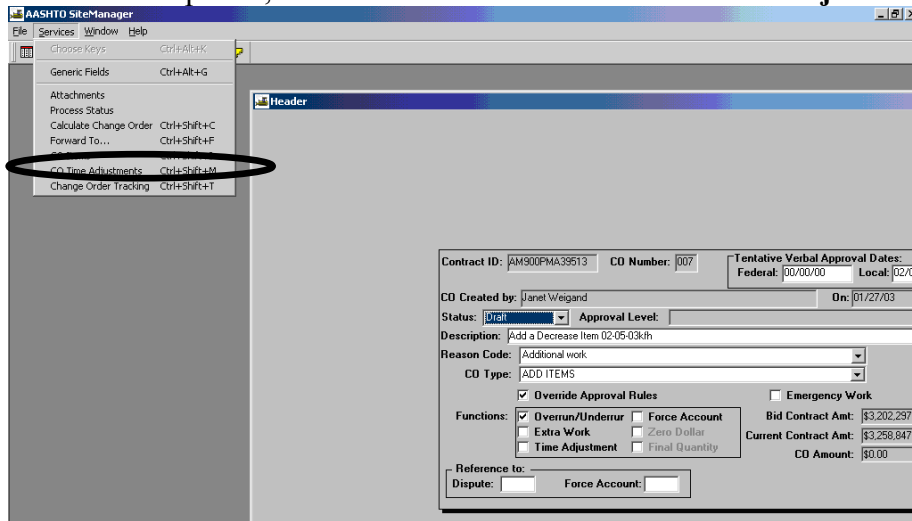 AASHTO SiteManager
File Services Window Help
Choose Keys Ctrl+Alt+K
Generic Fields Ctrl+Alt+G
Attachments
Process Status
Calculate Change Order Ctrl+Shift+C
Forward To... Ctrl+Shift+F
CO Time Adjustments Ctrl+Shift+M
Change Order Tracking Ctrl+Shift+T
Header
Contract ID: AM900PMA39513 CO Number: 007
Tentative Verbal Approval Dates:
Federal: 00/00/00 Local: 02/0
CO Created by: Janet Weigand On: 01/27/03
Status: Draft Approval Level:
Description: Add a Decrease Item 02-05-03kfh
Reason Code: Additional work
CO Type: ADD ITEMS
Override Approval Rules Emergency Work
Functions: Overrun/Underrun Force Account Bid Contract Amt: $3,202,297
Extra Work Zero Dollar Current Contract Amt: $3,258,847
Time Adjustment Final Quantity CO Amount: $0.00
Reference to:
Dispute: Force Account: